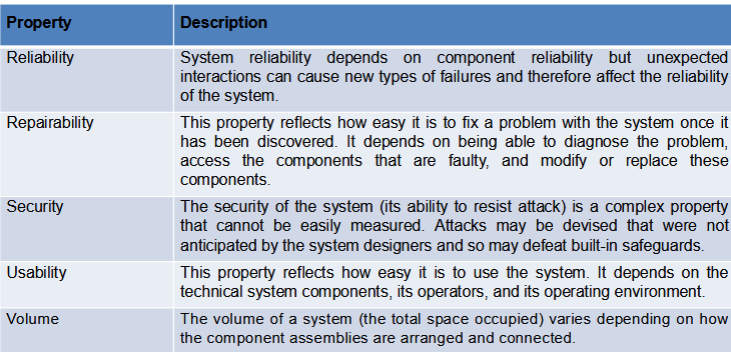 Property Description
Reliability System reliability depends on component reliability but unexpected
interactions can cause new types of failures and therefore affect the reliability
of the system.
Repairability This property reflects how easy it is to fix a problem with the system once it
has been discovered. It depends on being able to diagnose the problem,
access the components that are faulty, and modify or replace these
components.
Security The security of the system (its ability to resist attack) is a complex property
that cannot be easily measured. Attacks may be devised that were not
anticipated by the system designers and so may defeat built-in safeguards.
Usability This property reflects how easy it is to use the system. It depends on the
technical system components, its operators, and its operating environment.
Volume The volume of a system (the total space occupied) varies depending on how
the component assemblies are arranged and connected.